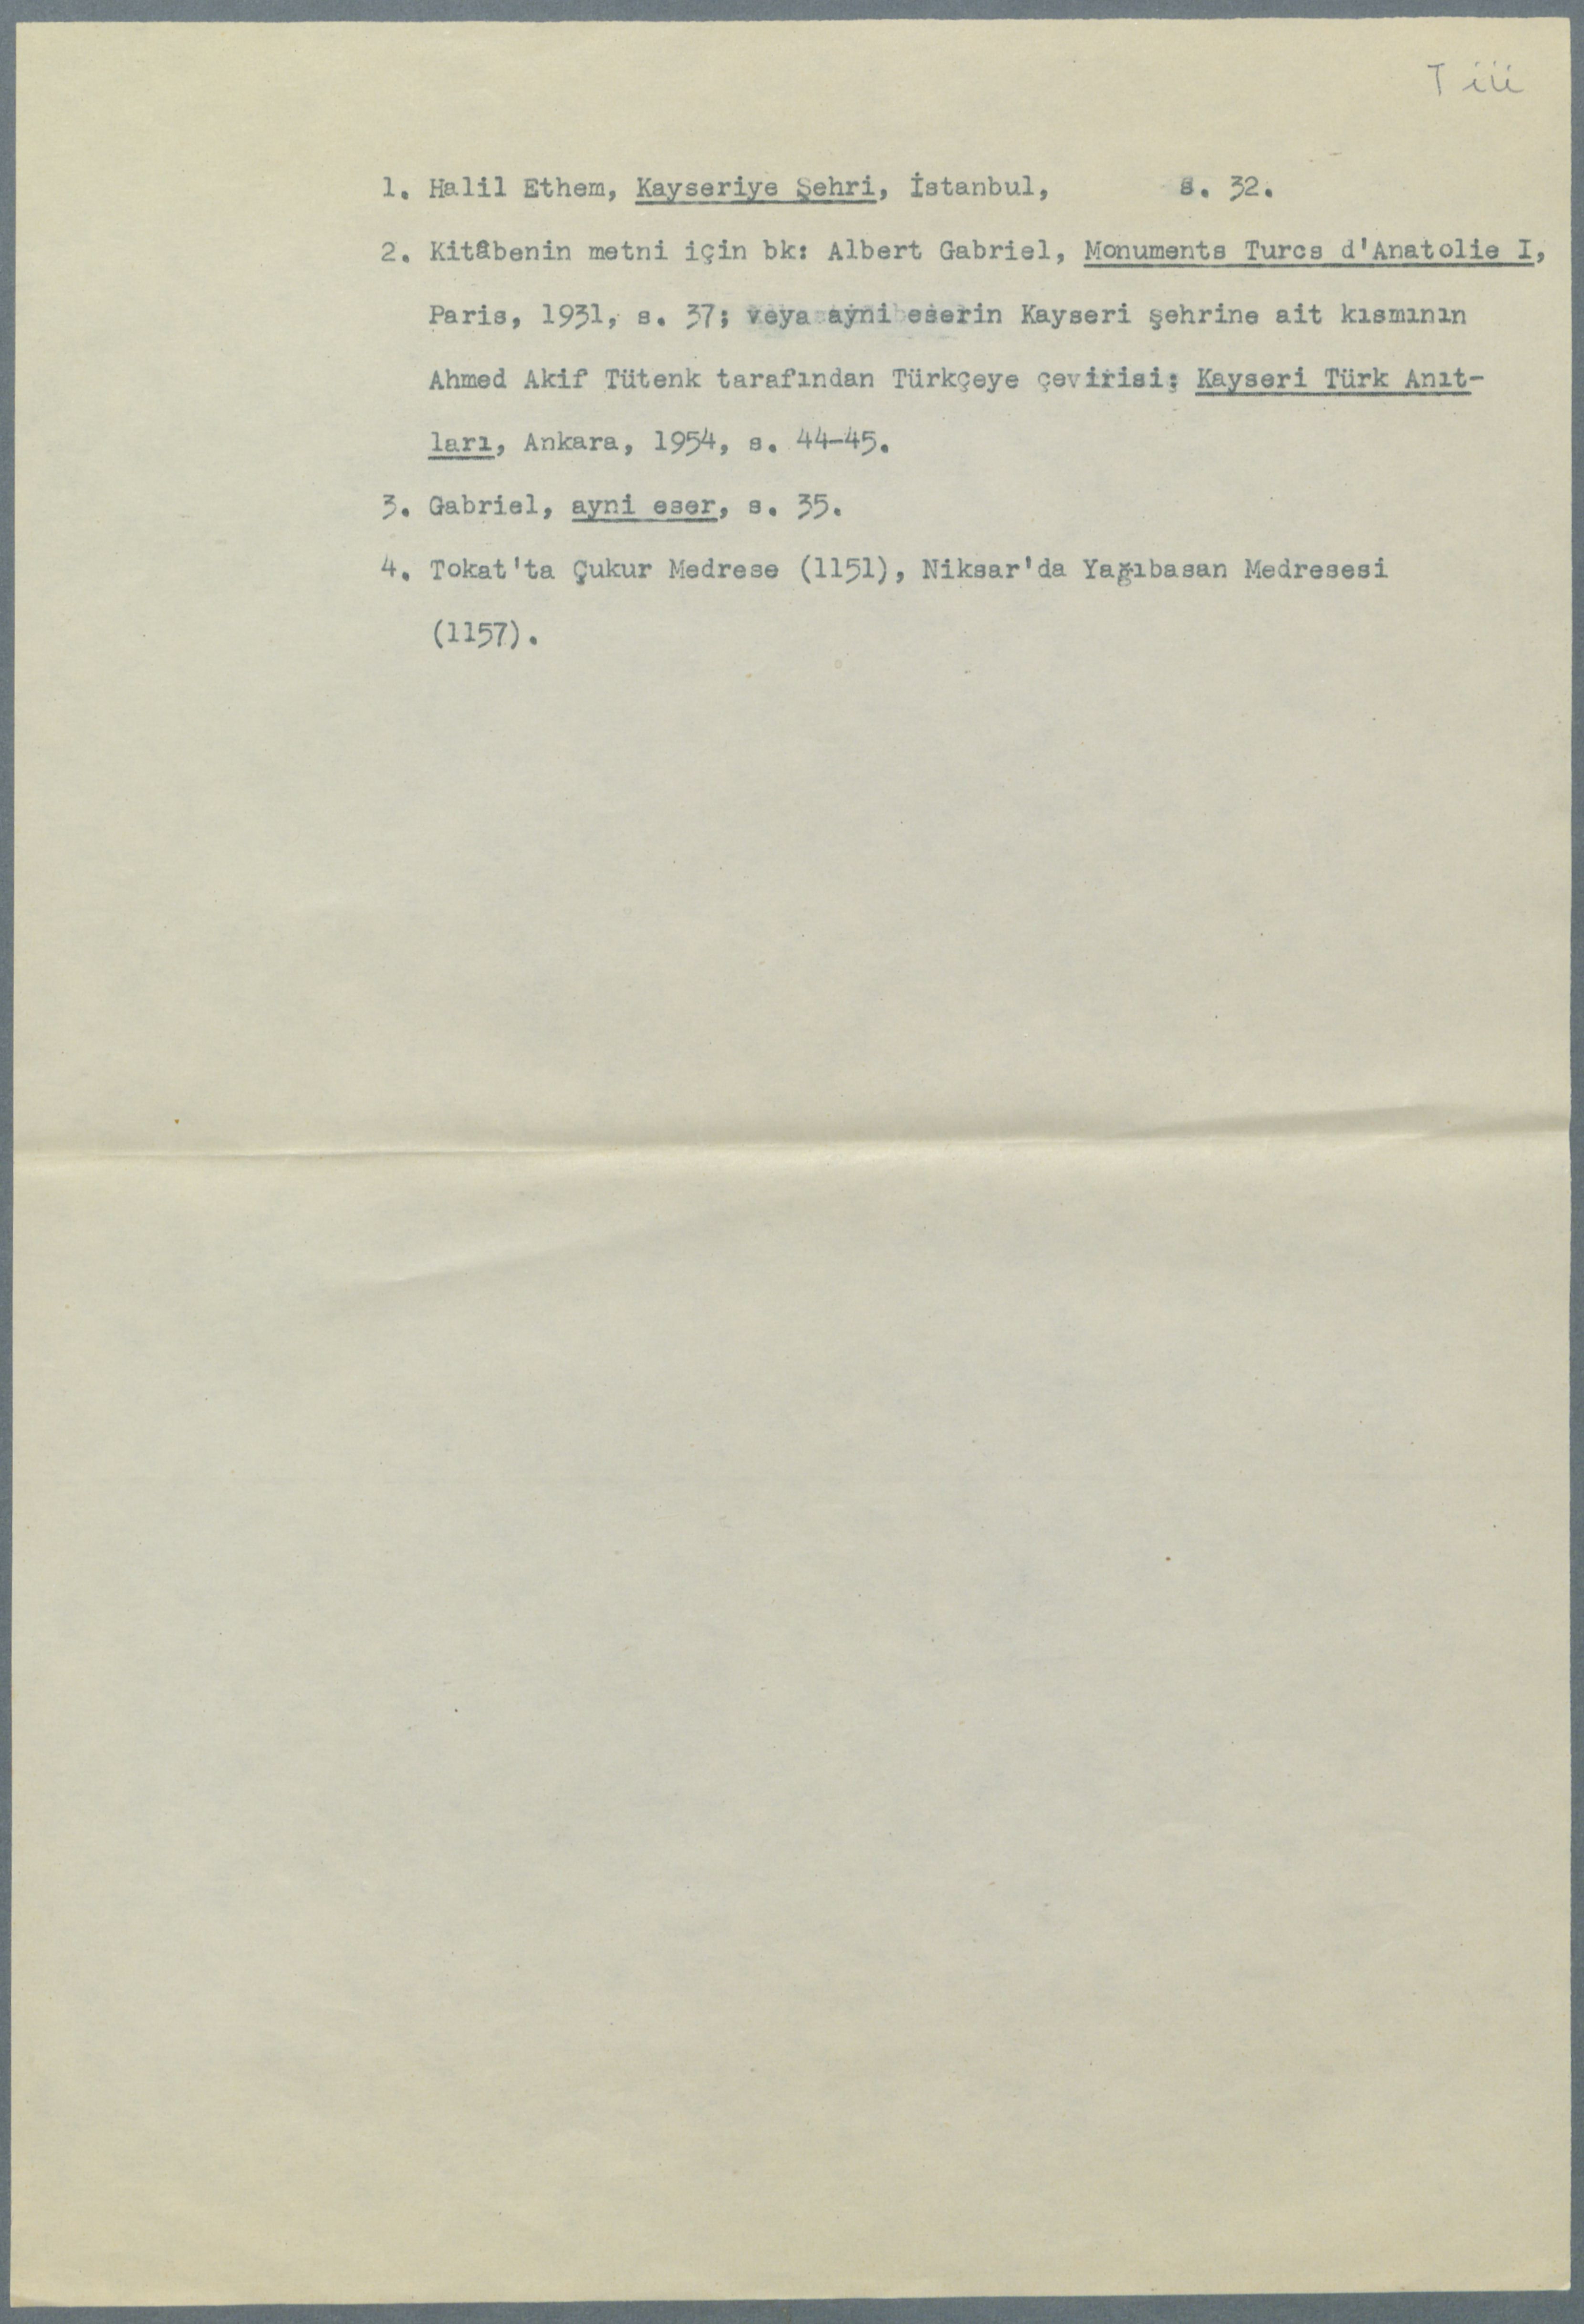 T iii
1. Halil Ethem, Kayseriye Şehri, İstanbul, s. 32.
2. Kitâbenin metni için bk: Albert Gabriel, Monuments Turcs d'Anatolie I,
Paris, 1931, s. 37; veya ayni eserin Kayseri şehrine ait kısmının
Ahmed Akif Tütenk tarafından Türkçeye çevirisi; Kayseri Türk Anıt-
ları, Ankara, 1954, s. 44-45.
3. Gabriel, ayni eser, s. 35.
4. Tokat'ta Çukur Medrese (1151), Niksar'da Yağıbasan Medresesi
(1157).